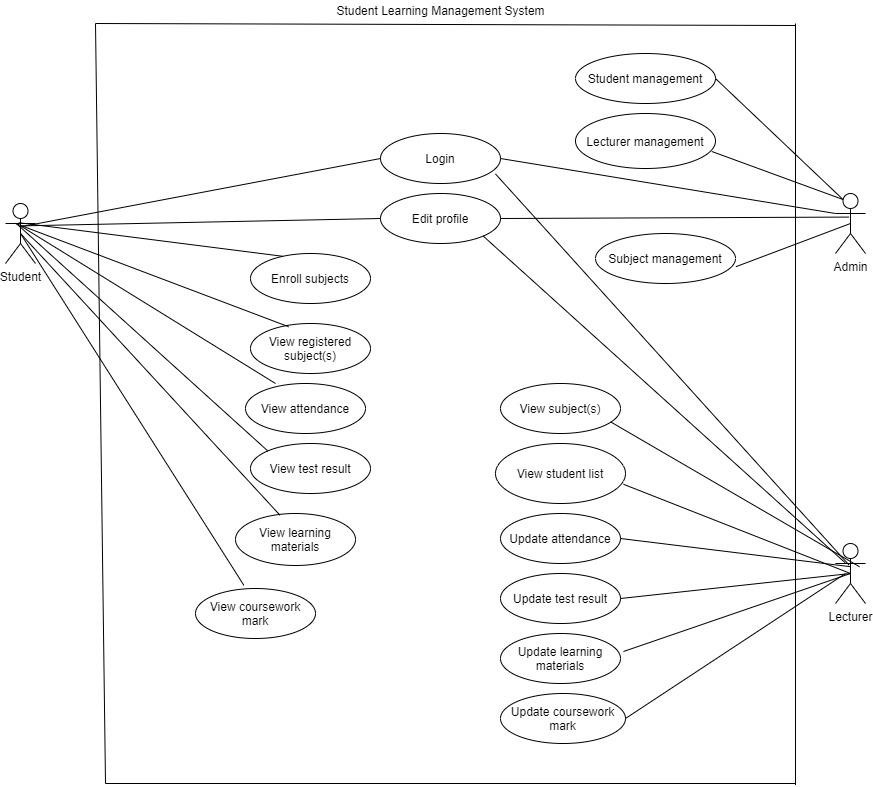 Student Learning Management System
Student management
Lecturer management
Login
Edit profile
Subject management
Admin
Student
Enroll subjects
View registered
subject(s)
View attendance
View test result
View learning
materials
View coursework
mark
View subject(s)
View student list
Update attendance
Update test result
Update learning
materials
Update coursework
mark
Lecturer